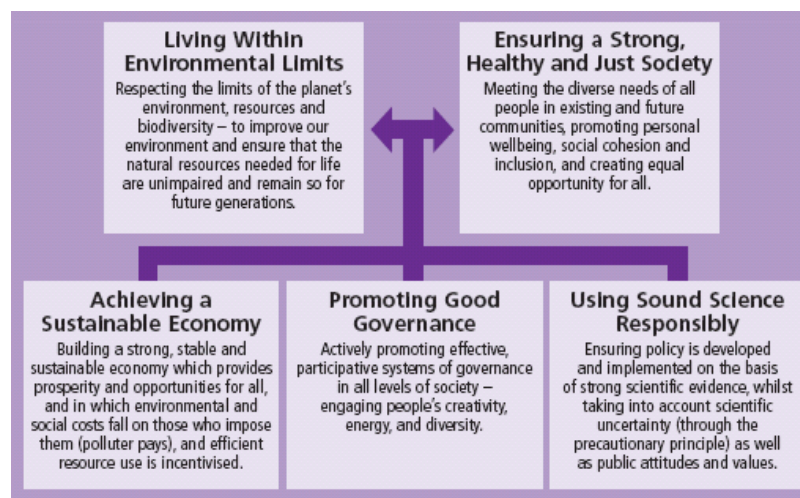 Living Within
Environmental Limits
Respecting the limits of the planet's
environment, resources and
biodiversity – to improve our
environment and ensure that the
natural resources needed for life
are unimpaired and remain so for
future generations.
Ensuring a Strong,
Healthy and Just Society
Meeting the diverse needs of all
people in existing and future
communities, promoting personal
wellbeing, social cohesion and
inclusion, and creating equal
opportunity for all.
Achieving a
Sustainable Economy
Building a strong, stable and
sustainable economy which provides
prosperity and opportunities for all,
and in which environmental and
social costs fall on those who impose
them (polluter pays), and efficient
resource use is incentivised.
Promoting Good
Governance
Actively promoting effective,
participative systems of governance
in all levels of society –
engaging people's creativity,
energy, and diversity.
Using Sound Science
Responsibly
Ensuring policy is developed
and implemented on the basis
of strong scientific evidence, whilst
taking into account scientific
uncertainty (through the
precautionary principle) as well
as public attitudes and values.